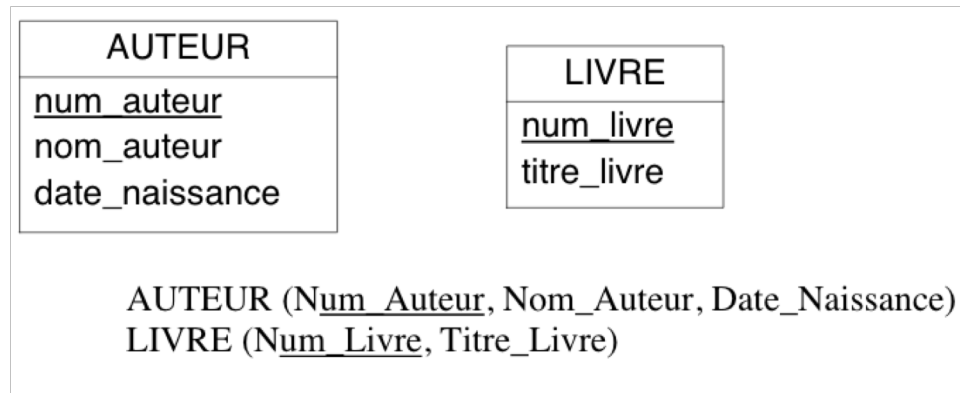 AUTEUR
num_auteur
nom_auteur
date_naissance
LIVRE
num_livre
titre_livre
AUTEUR (Num_Auteur, Nom_Auteur, Date_Naissance)
LIVRE (Num_Livre, Titre_Livre)